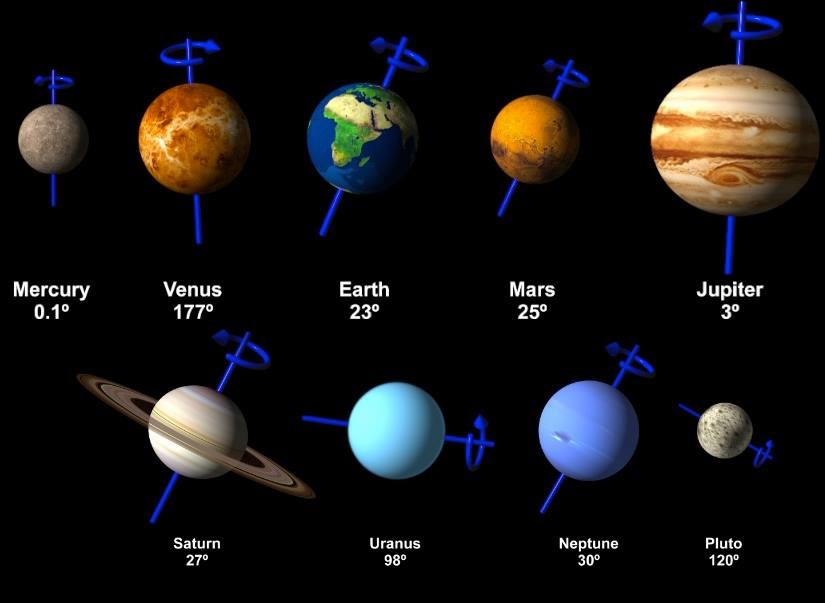 Mercury
0.1º
Venus
177º
Earth
23º
Mars
25º
Jupiter
3º
Saturn
27º
Uranus
98º
Neptune
30º
Pluto
120º